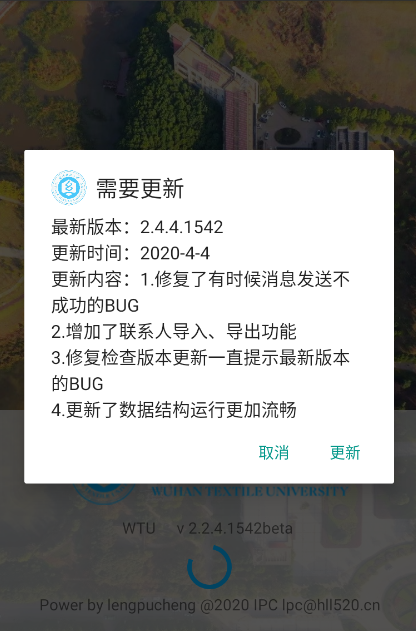 需要更新
最新版本：2.4.4.1542
更新时间：2020-4-4
更新内容：1.修复了有时候消息发送不
成功的BUG
2.增加了联系人导入、导出功能
3.修复检查版本更新一直提示最新版本
的BUG
4.更新了数据结构运行更加流畅
取消 更新
WUHAN TEXTILE UNIVERSITY
WTU v 2.2.4.1542beta
Power by lengpucheng @2020 IPC lpc@hll520.cn